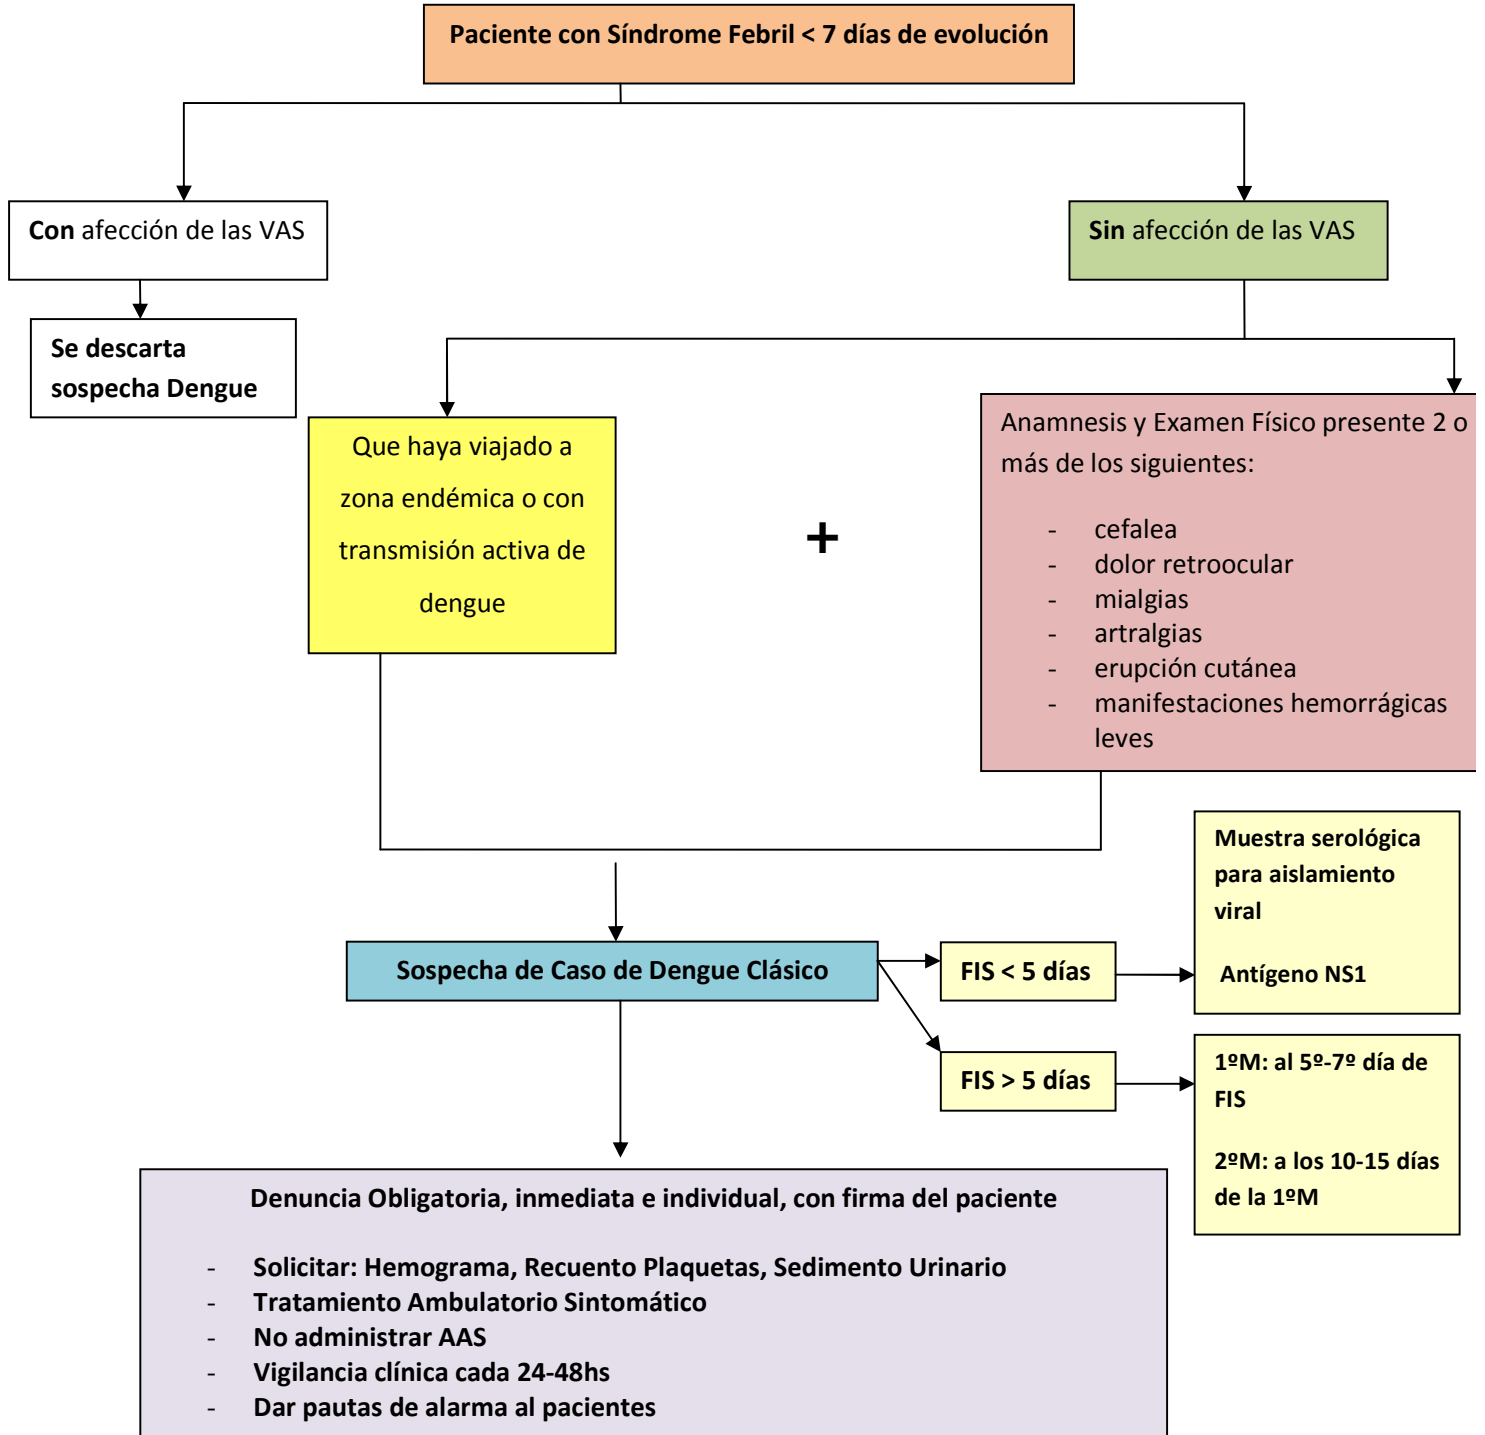 Paciente con Síndrome Febril < 7 días de evolución
Con afección de las VAS
Sin afección de las VAS
Se descarta
sospecha Dengue
Que haya viajado a
zona endémica o con
transmisión activa de
dengue
+
Anamnesis y Examen Físico presente 2 o
más de los siguientes:
- cefalea
- dolor retroocular
- mialgias
- artralgias
- erupción cutánea
- manifestaciones hemorrágicas
leves
Sospecha de Caso de Dengue Clásico
FIS < 5 días
Muestra serológica
para aislamiento
viral
Antígeno NS1
FIS > 5 días
1ºM: al 5º-7º día de
FIS
2ºM: a los 10-15 días
de la 1ºM
Denuncia Obligatoria, inmediata e individual, con firma del paciente
- Solicitar: Hemograma, Recuento Plaquetas, Sedimento Urinario
- Tratamiento Ambulatorio Sintomático
- No administrar AAS
- Vigilancia clínica cada 24-48hs
- Dar pautas de alarma al pacientes